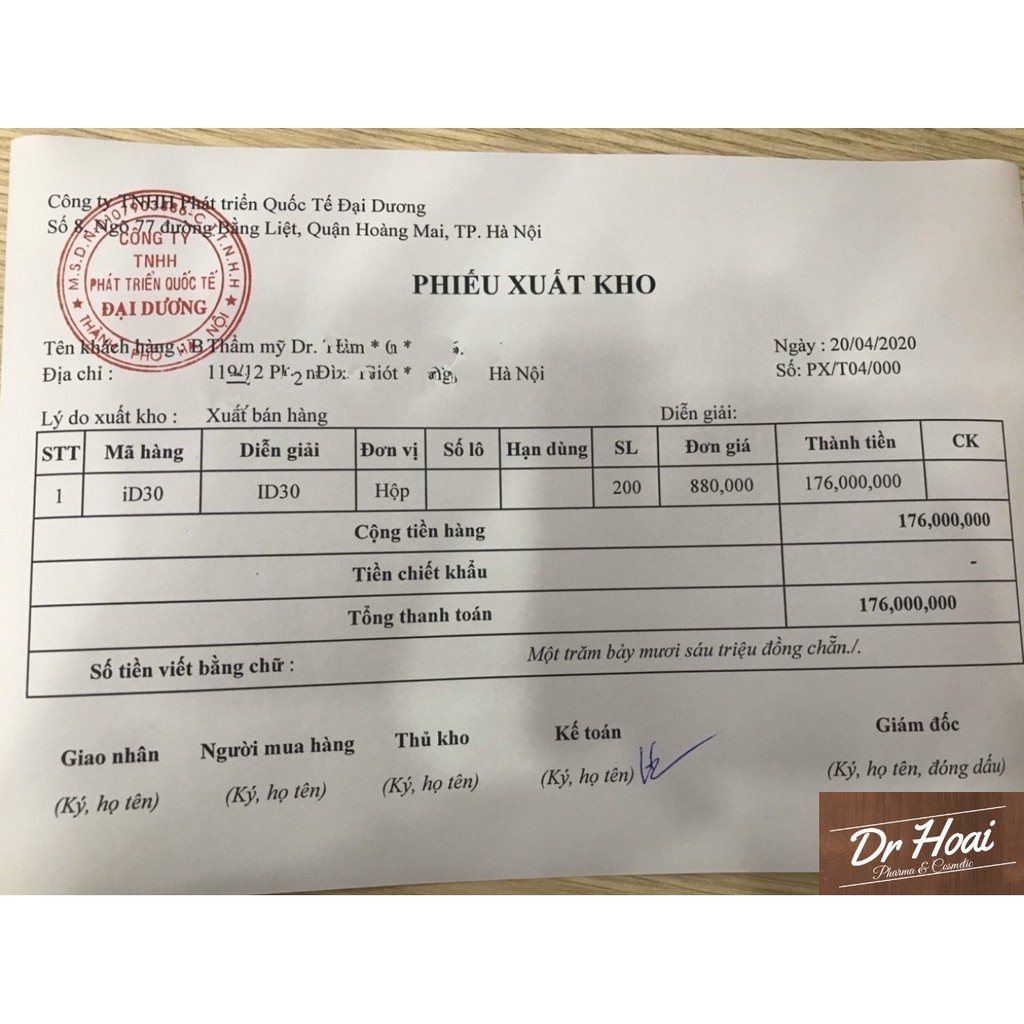 Công ty TNHH Phát triển Quốc Tế Đại Dương
Số 8, Ngõ 77 đường Bằng Liệt, Quận Hoàng Mai, TP. Hà Nội
CÔNG TY
TNHH
PHÁT TRIỂN QUỐC TẾ
ĐẠI DƯƠNG
PHIẾU XUẤT KHO
Tên khách hàng : Thẩm mỹ Dr.
Ngày : 20/04/2020
Địa chỉ : Hà Nội
Số: PX/T04/000
Lý do xuất kho : Xuất bán hàng Diễn giải:
STT Mã hàng Diễn giải Đơn vị Số lô Hạn dùng SL Đơn giá Thành tiền CK
1 iD30 ID30 Hộp 200 880,000 176,000,000
Cộng tiền hàng 176,000,000
Tiền chiết khẩu -
Tổng thanh toán 176,000,000
Số tiền viết bằng chữ : Một trăm bảy mươi sáu triệu đồng chẵn./.
Giao nhân Người mua hàng Thủ kho Kế toán Giám đốc
(Ký, họ tên) (Ký, họ tên) (Ký, họ tên) (Ký, họ tên) (Ký, họ tên, đóng dấu)
Dr Hoai
Pharma & Cosmetic